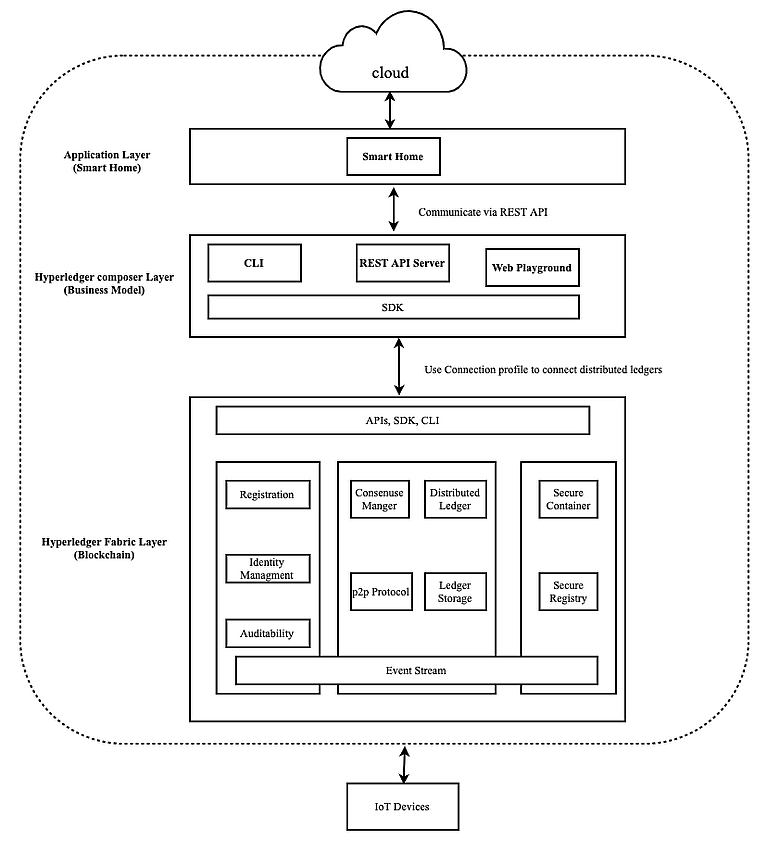 cloud
Application Layer
(Smart Home)
Smart Home
Communicate via REST API
Hyperledger composer Layer
(Business Model)
CLI
REST API Server
Web Playground
SDK
Use Connection profile to connect distributed ledgers
APIs, SDK, CLI
Hyperledger Fabric Layer
(Blockchain)
Registration
Identity
Managment
Auditability
Consenuse
Manger
Distributed
Ledger
p2p Protocol
Ledger
Storage
Secure
Container
Secure
Registry
Event Stream
IoT Devices